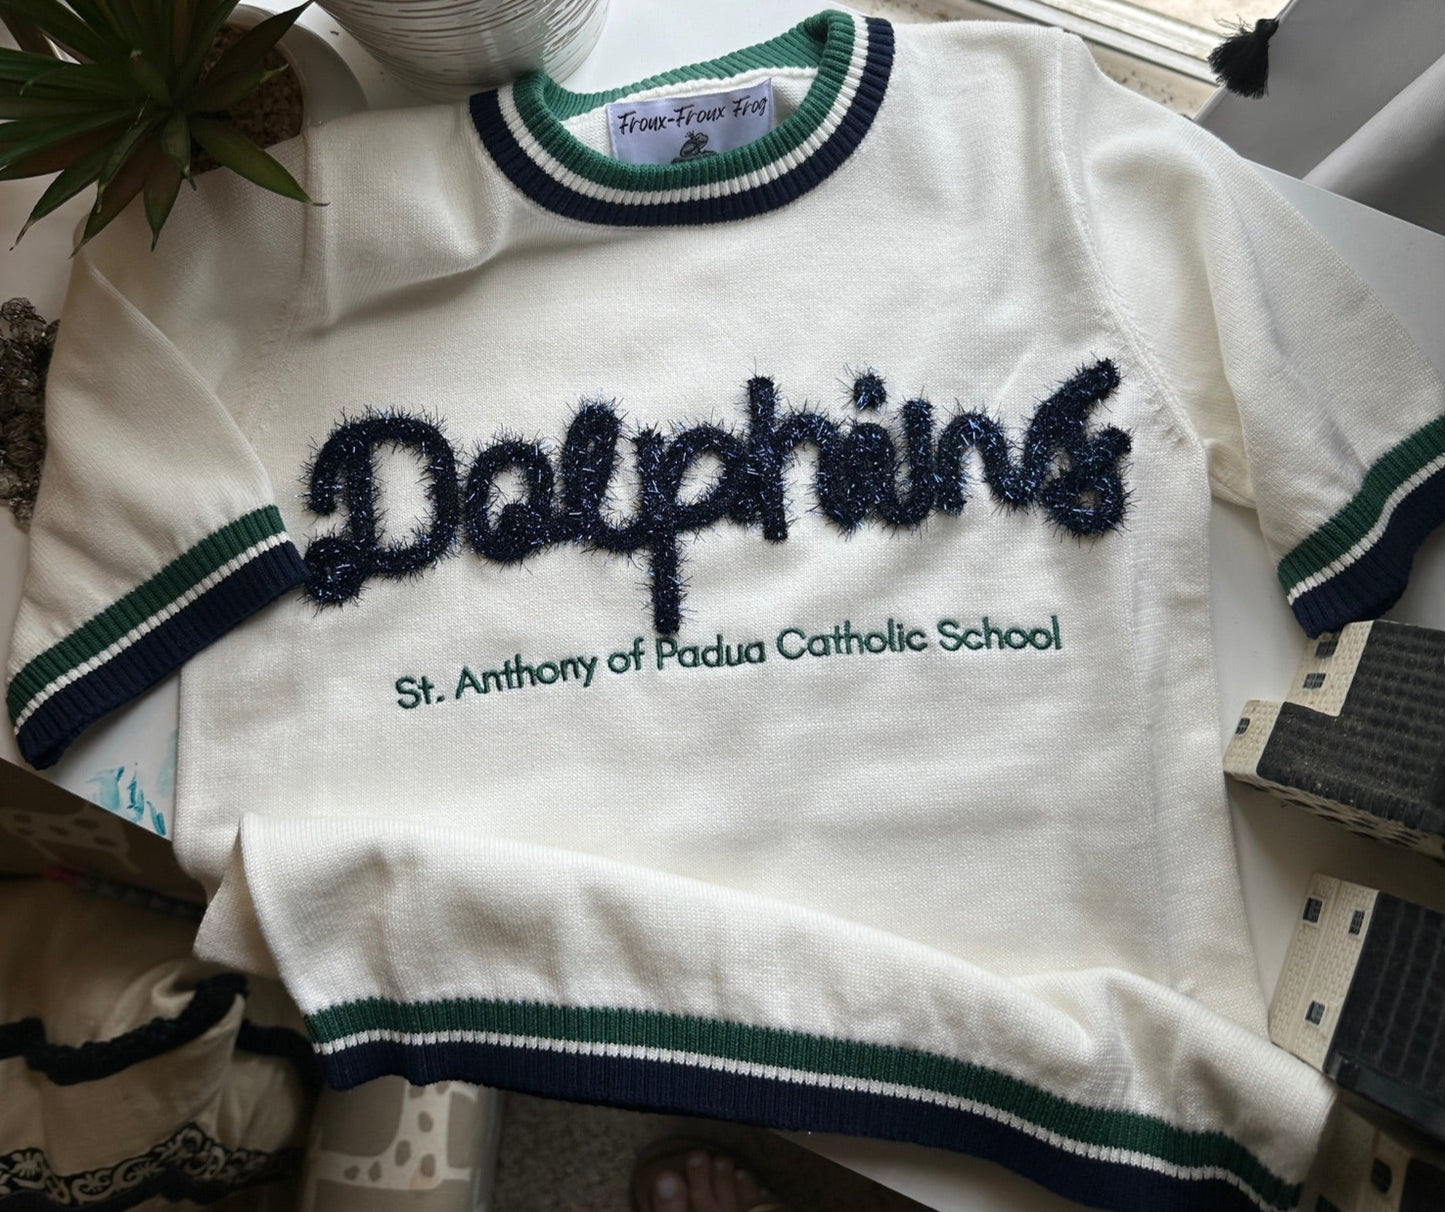 Froux-Froux Frog
Dolphins
St. Anthony of Padua Catholic School